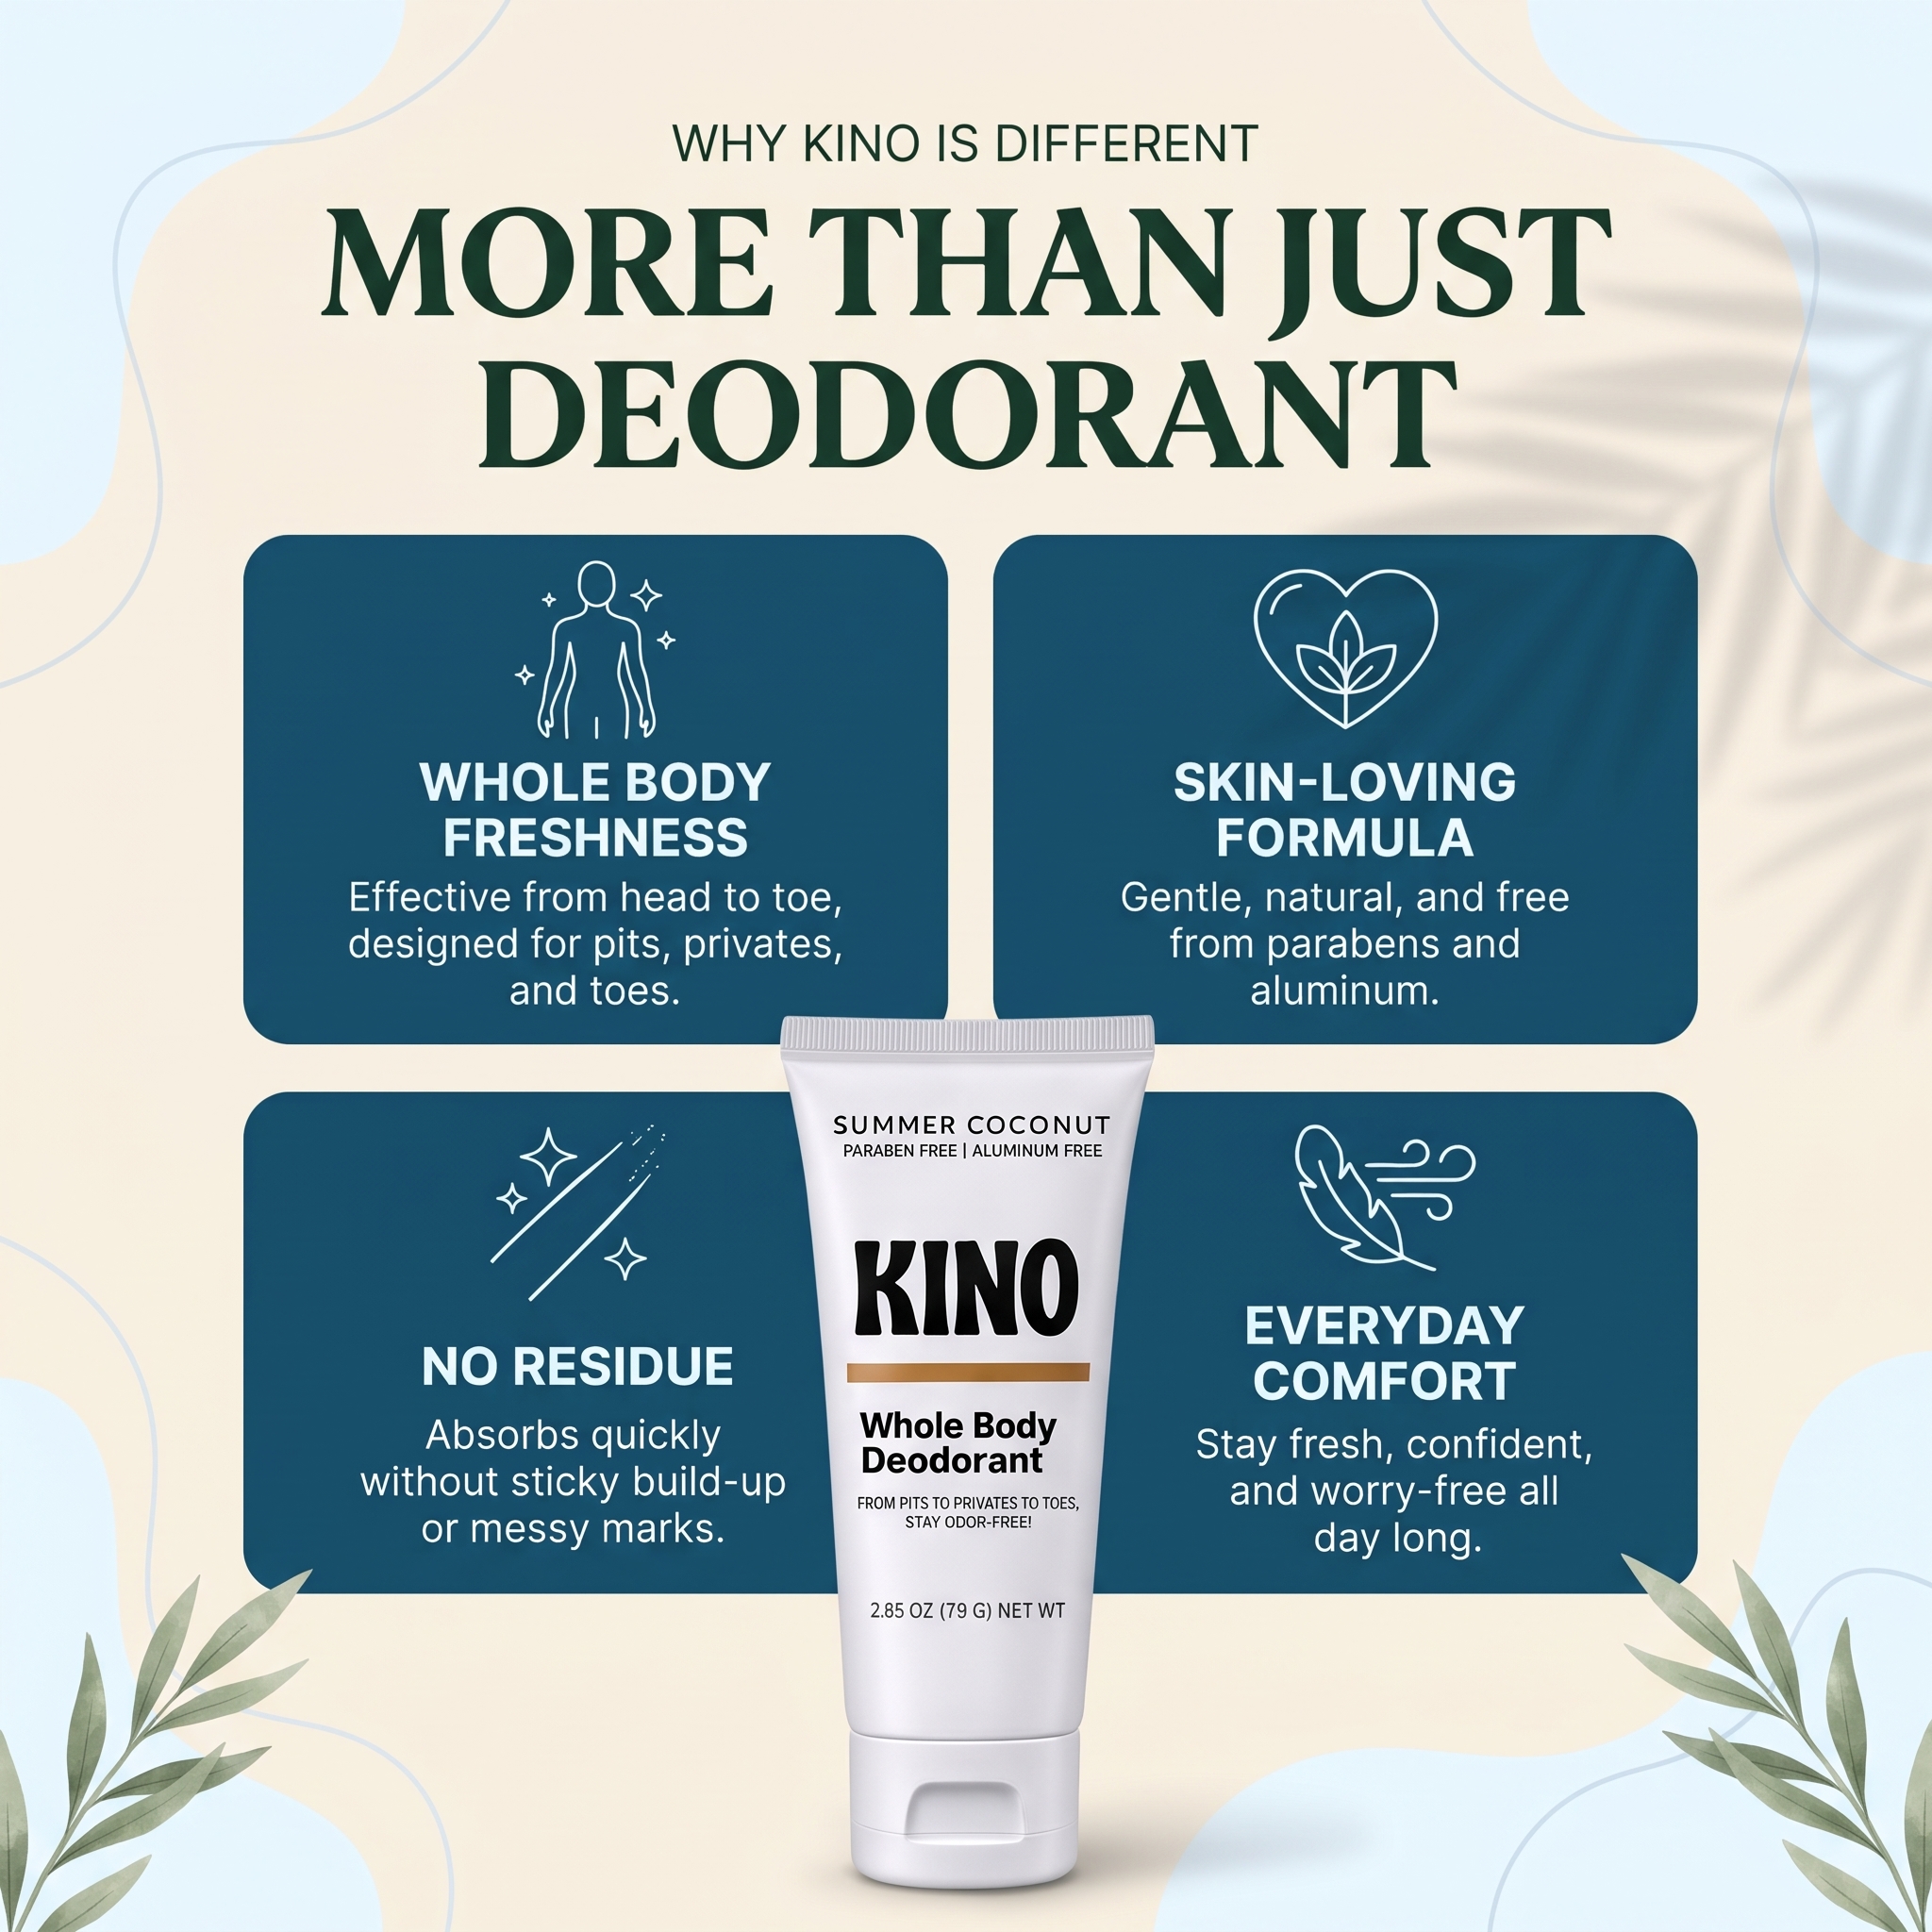 WHY KINO IS DIFFERENT
MORE THAN JUST
DEODORANT
WHOLE BODY
FRESHNESS
Effective from head to toe,
designed for pits, privates,
and toes.
SKIN-LOVING
FORMULA
Gentle, natural, and free
from parabens and
aluminum.
NO RESIDUE
Absorbs quickly
without sticky build-up
or messy marks.
SUMMER COCONUT
PARABEN FREE | ALUMINUM FREE
KINO
Whole Body
Deodorant
FROM PITS TO PRIVATES TO TOES,
STAY ODOR-FREE!
2.85 OZ (79 G) NET WT
EVERYDAY
COMFORT
Stay fresh, confident,
and worry-free all
day long.